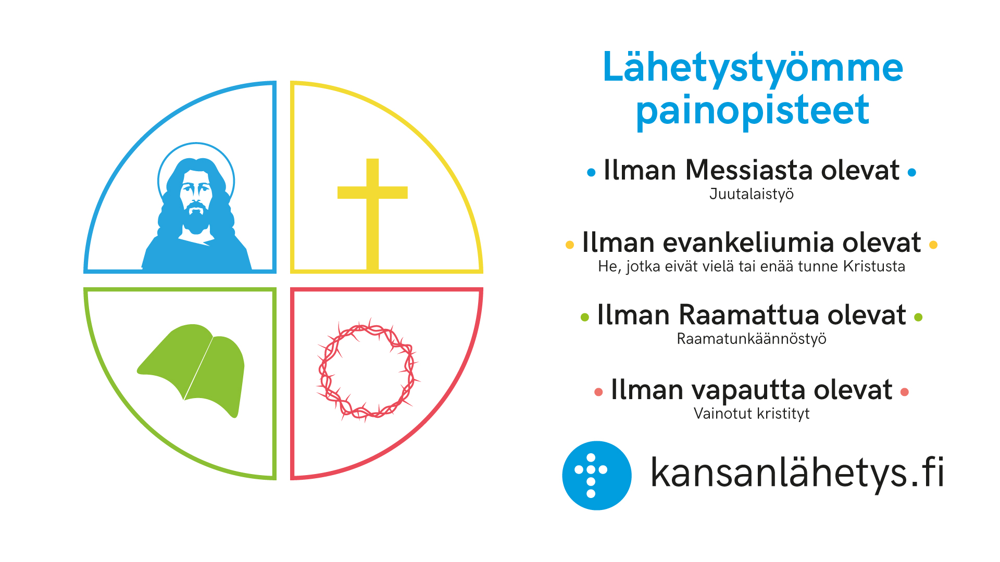 Lähetystyömme
painopisteet
• Ilman Messiasta olevat •
Juutalaistyö
• Ilman evankeliumia olevat •
He, jotka eivät vielä tai enää tunne Kristusta
• Ilman Raamattua olevat •
Raamatunkäännöstyö
• Ilman vapautta olevat •
Vainotut kristityt
kansanlähetys.fi